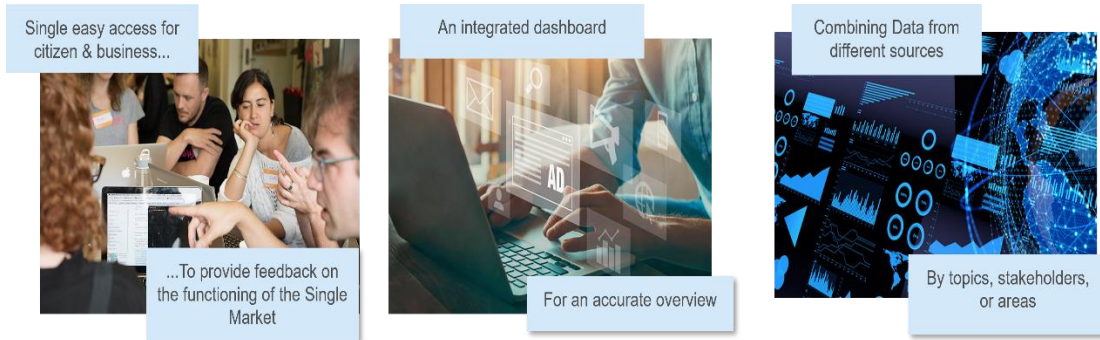 Single easy access for
citizen & business...
...To provide feedback on
the functioning of the Single
Market
An integrated dashboard
AD
For an accurate overview
Combining Data from
different sources
By topics, stakeholders,
or areas